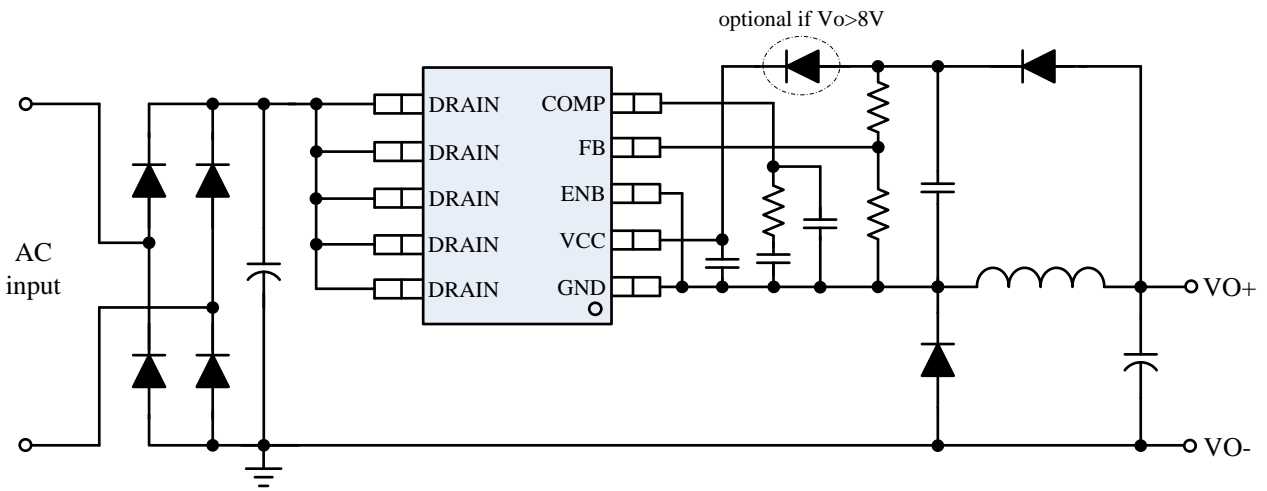 optional if Vo>8V
DRAIN
COMP
DRAIN
FB
DRAIN
ENB
DRAIN
VCC
DRAIN
GND
AC
input
VO+
VO-